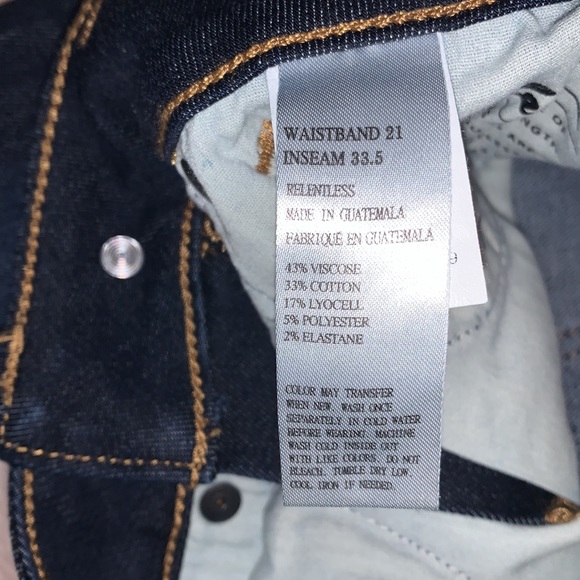 WAISTBAND 21
INSEAM 33.5
RELENTLESS
MADE IN GUATEMALA
FABRIQUÉ EN GUATEMALA
43% VISCOSE
33% COTTON
17% LYOCELL
5% POLYESTER
2% ELASTANE
COLOR MAY TRANSFER
WHEN NEW. WASH ONCE
SEPARATELY IN COLD WATER
BEFORE WEARING. MACHINE
WASH COLD INSIDE OUT
WITH LIKE COLORS. DO NOT
BLEACH. TUMBLE DRY LOW.
COOL IRON IF NEEDED.
9